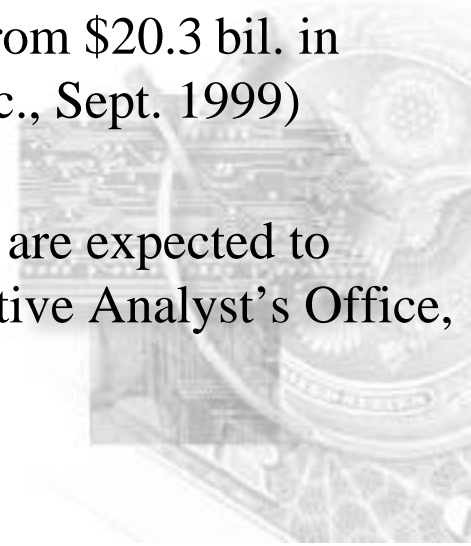 rom $20.3 bil. in
c., Sept. 1999)
are expected to
tive Analyst’s Office,